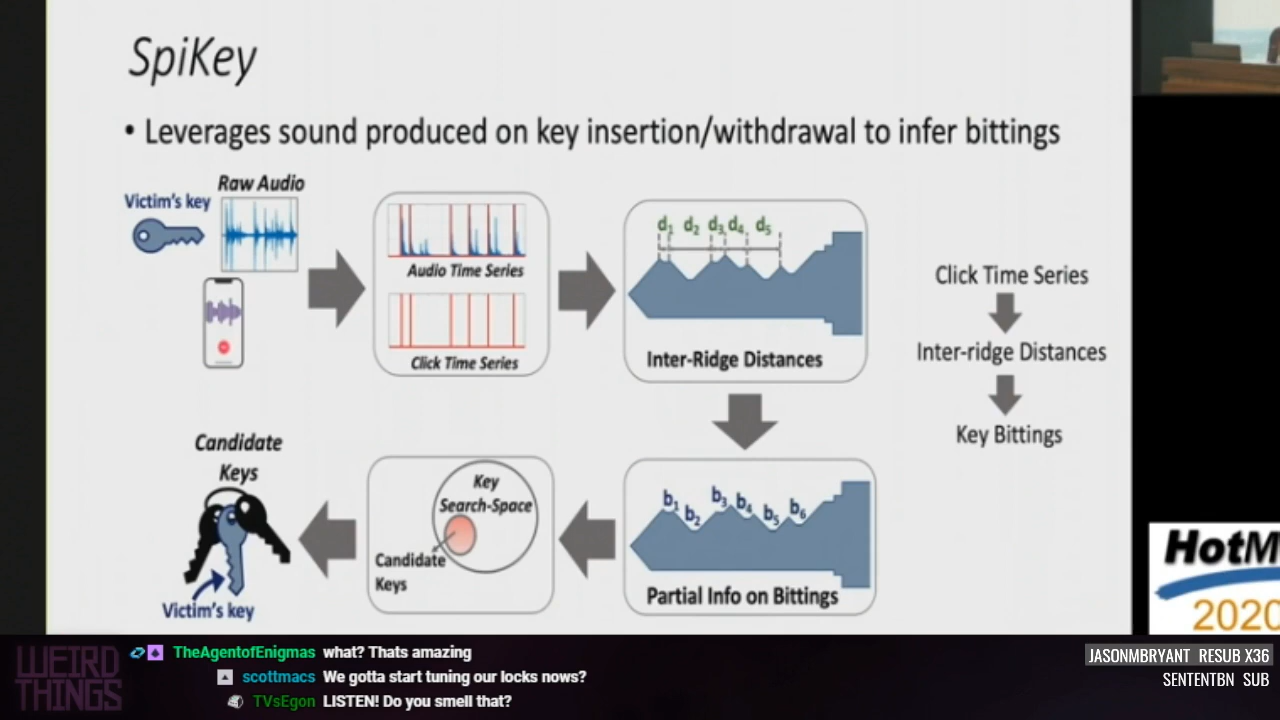 SpiKey
• Leverages sound produced on key insertion/withdrawal to infer bittings
Raw Audio
Victim's key
Audio Time Series
Click Time Series
d1 d2 d3 d4 d5
Inter-Ridge Distances
Click Time Series
Inter-ridge Distances
Key Bittings
b1 b2 b3 b4 b5 b6
Partial Info on Bittings
Key
Search-Space
Candidate
Keys
Candidate
Keys
Victim's key
HotM
2020
WEIRD
THINGS
TheAgentofEnigmas what? Thats amazing
scottmacs We gotta start tuning our locks nows?
TVsEgon LISTEN! Do you smell that?
JASONMBRYANT RESUB X36
SENTENTBN SUB